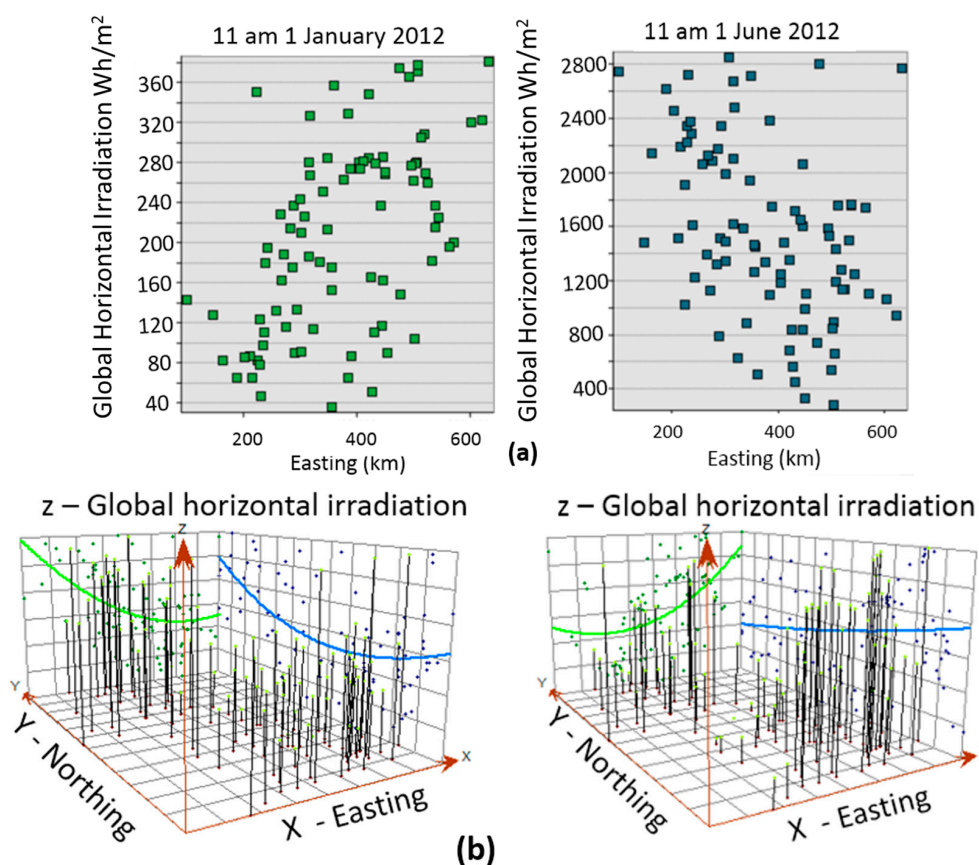 11 am 1 January 2012
Global Horizontal Irradiation Wh/m²
360
320
280
240
200
160
120
80
40
200
400
600
Easting (km)
11 am 1 June 2012
Global Horizontal Irradiation Wh/m²
2800
2400
2000
1600
1200
800
400
200
400
600
Easting (km)
(a)
z – Global horizontal irradiation
Z
Y
X
Y - Northing
X - Easting
z – Global horizontal irradiation
Z
Y
Y - Northing
X - Easting
(b)